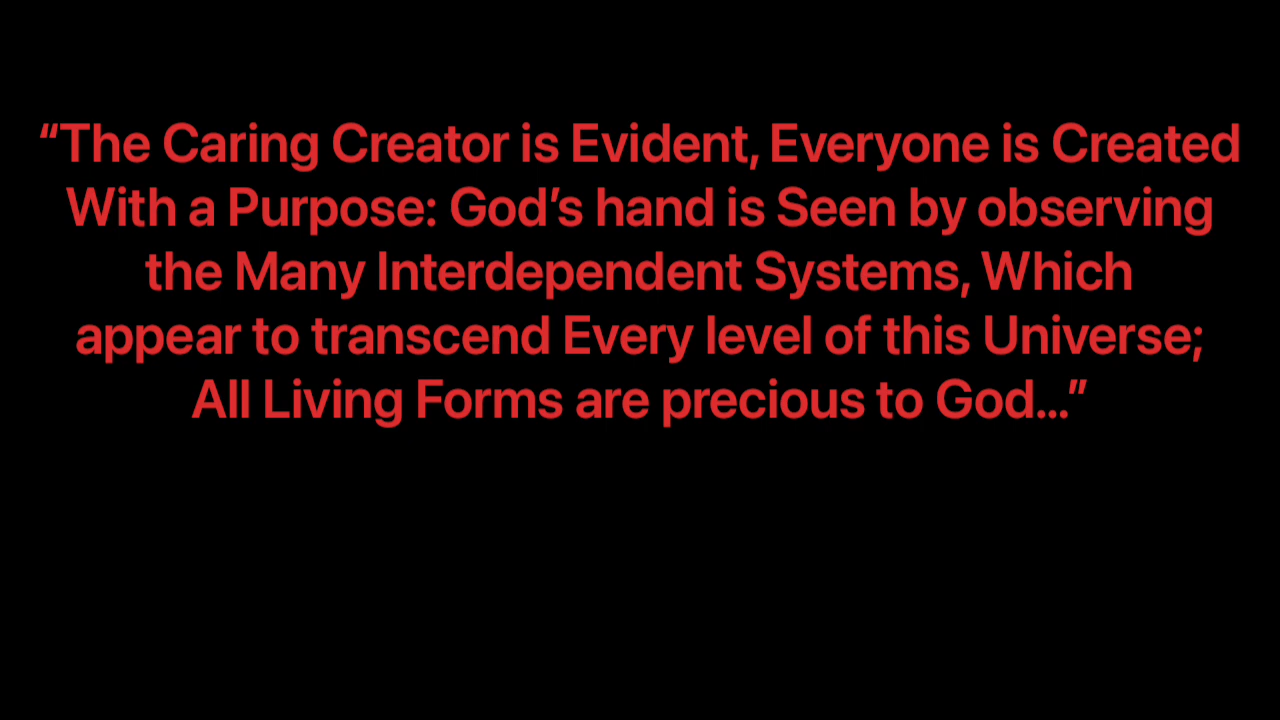 “The Caring Creator is Evident, Everyone is Created
With a Purpose: God’s hand is Seen by observing
the Many Interdependent Systems, Which
appear to transcend Every level of this Universe;
All Living Forms are precious to God...”